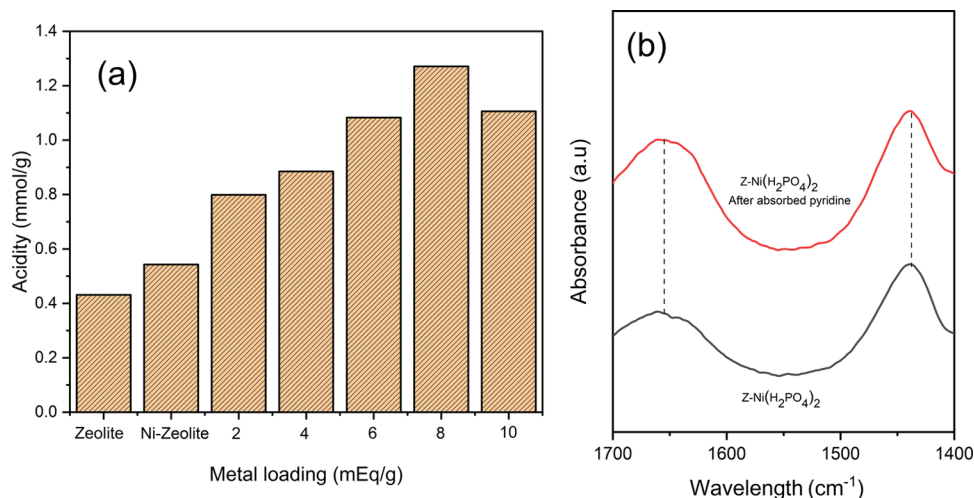 (a)
Acidity (mmol/g)
1.4
1.2
1.0
0.8
0.6
0.4
0.2
0.0
Zeolite Ni-Zeolite 2 4 6 8 10
Metal loading (mEq/g)
(b)
Absorbance (a.u)
Z-Ni(H₂PO₄)₂
After absorbed pyridine
Z-Ni(H₂PO₄)₂
1700 1600 1500 1400
Wavelength (cm⁻¹)